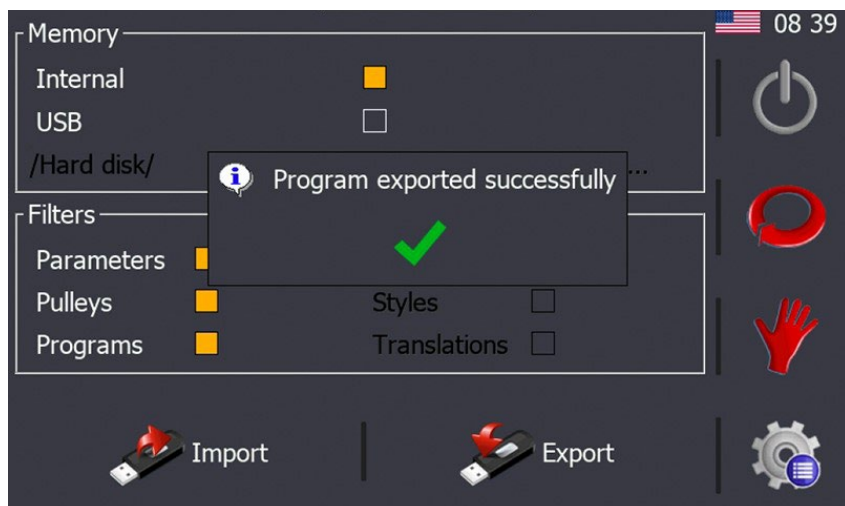 Memory
08 39
Internal
USB
/Hard disk/
...
Program exported successfully
Filters
Parameters
Pulleys
Styles
Programs
Translations
Import
Export